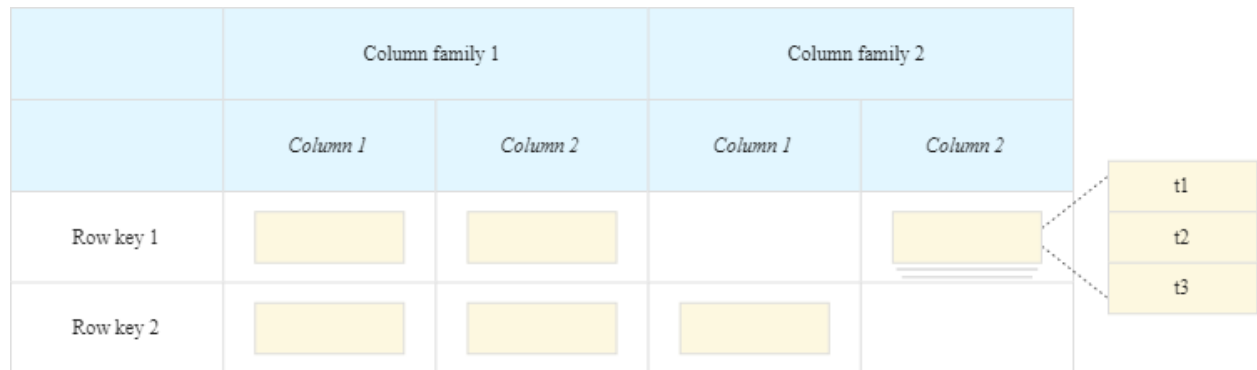 Column family 1 Column family 2
Column 1 Column 2 Column 1 Column 2
t1
Row key 1 t2
t3
Row key 2